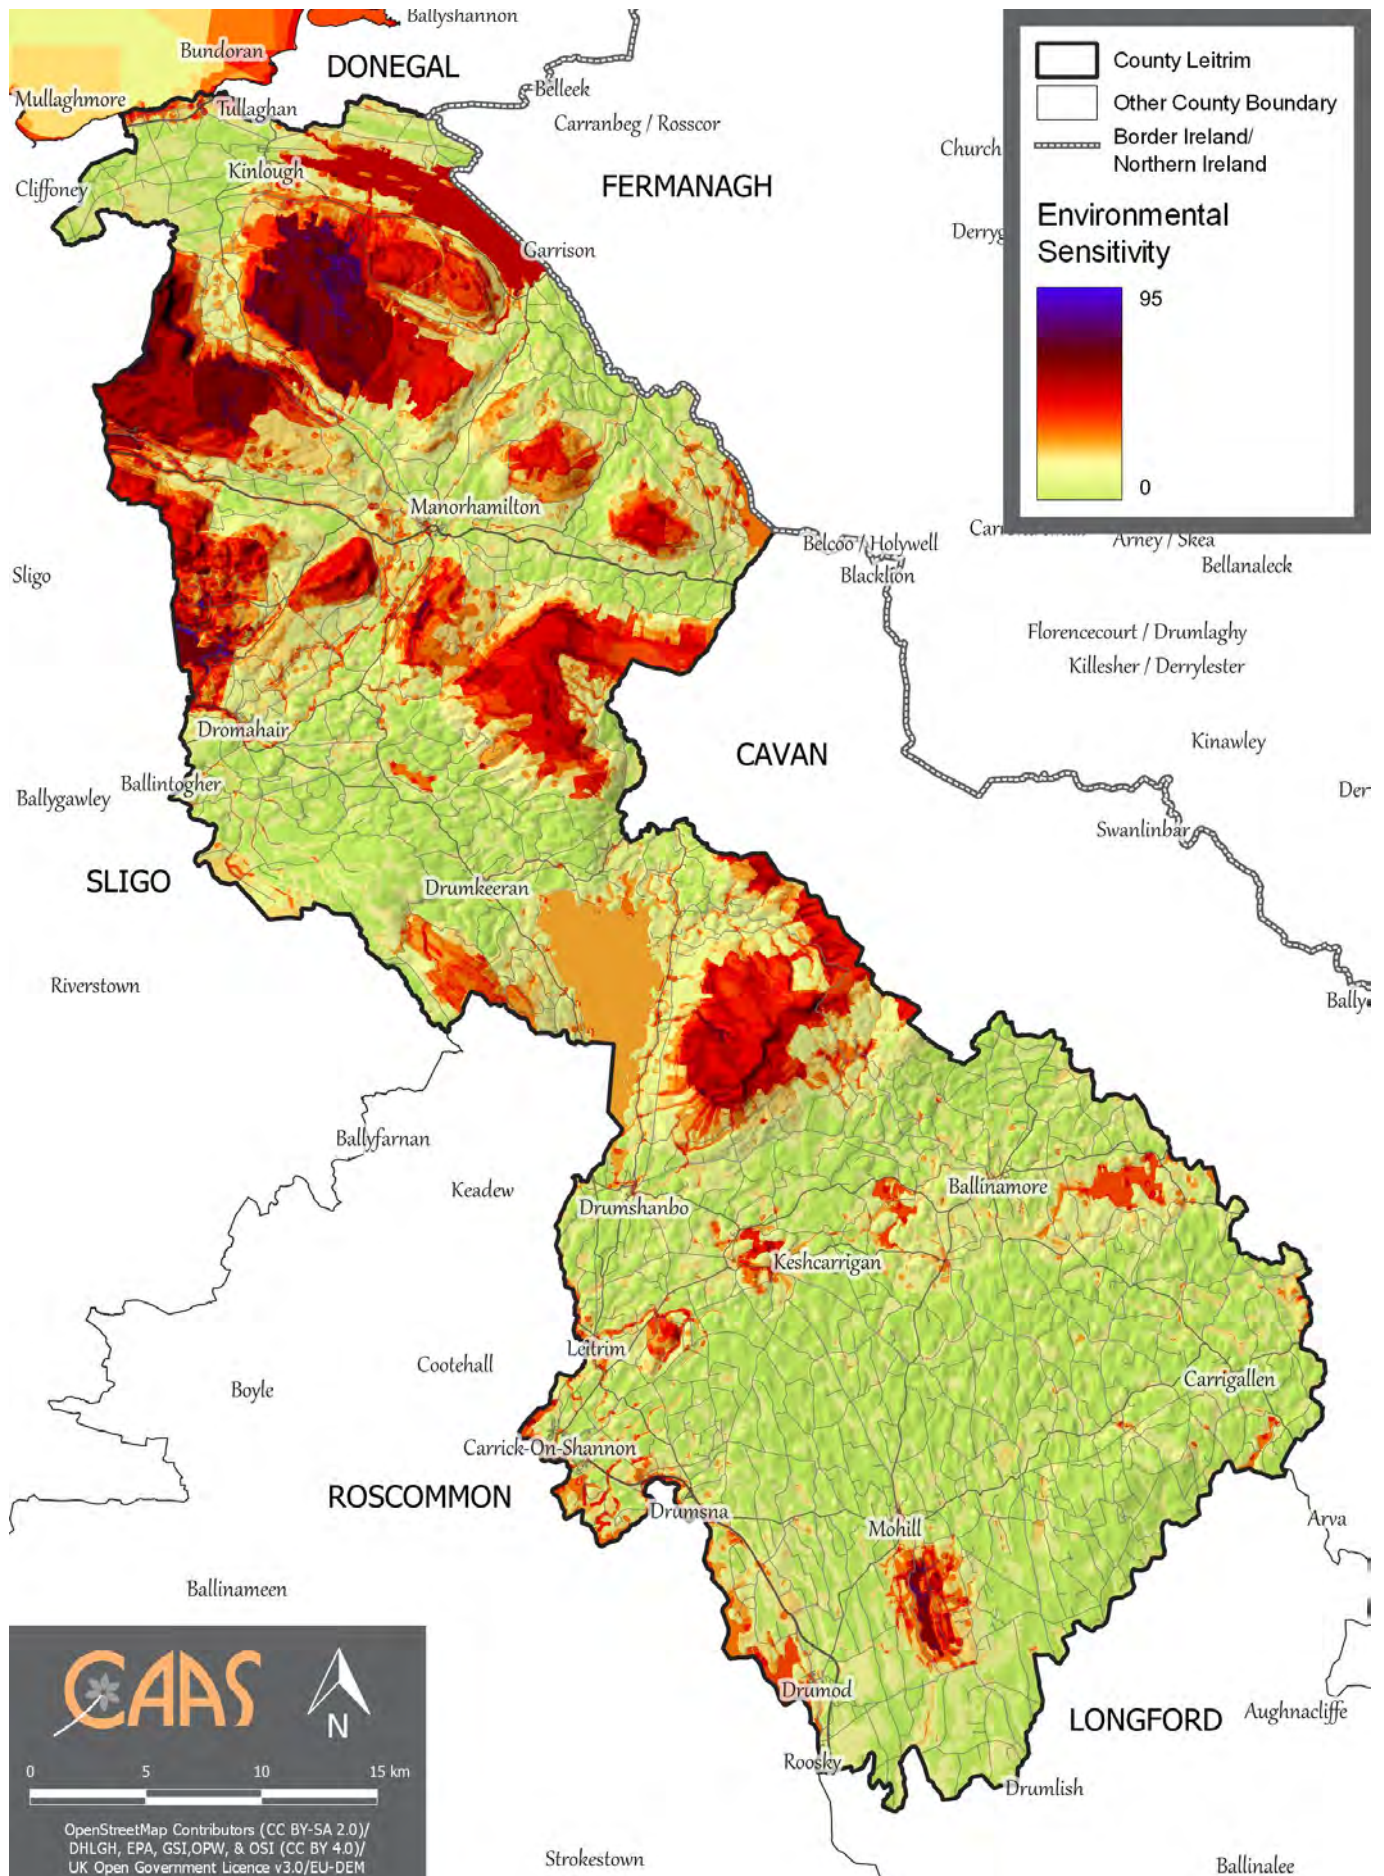 Ballyshannon
Bundoran
DONEGAL
Mullaghmore
Tullaghan
Belleek
Carranbeg / Rosscor
Kinlough
Cliffoney
FERMANAGH
Garrison
Church
Derryg
County Leitrim
Other County Boundary
Border Ireland/
Northern Ireland
Environmental
Sensitivity
95
0
Manorhamilton
Belcoo / Holywell
Arney / Skea
Blacklion
Bellanaleck
Sligo
Florencecourt / Drumlaghy
Killesher / Derrylester
Dromahair
CAVAN
Kinawley
Ballintogher
Ballygawley
Der
Swanlinbar
SLIGO
Drumkeeran
Riverstown
Bally
Ballyfarnan
Keadew
Ballinamore
Drumshanbo
Keshcarrigan
Leitrim
Cootehall
Boyle
Carrigallen
Carrick-On-Shannon
ROSCOMMON
Drumsna
Mohill
Arva
Ballinameen
Drumod
LONGFORD
Aughnacliffe
Roosky
Drumlish
Strokestown
Ballinalee
CAAS
N
0 5 10 15 km
OpenStreetMap Contributors (CC BY-SA 2.0)/
DHLGH, EPA, GSI,OPW, & OSI (CC BY 4.0)/
UK Open Government Licence v3.0/EU-DEM